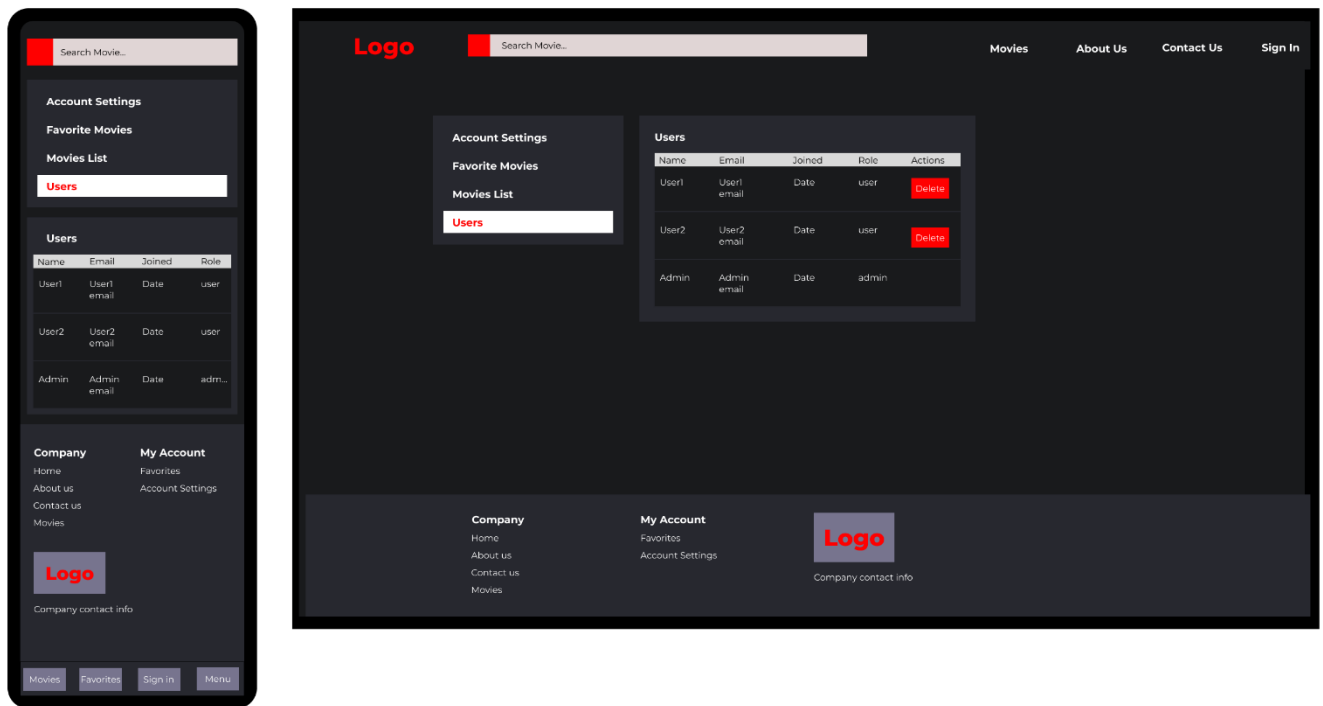 Search Movie...
Account Settings
Favorite Movies
Movies List
Users
Users
Name Email Joined Role
User1 User1 email Date user
User2 User2 email Date user
Admin Admin email Date adm...
Company
Home
About us
Contact us
Movies
My Account
Favorites
Account Settings
Logo
Company contact info
Movies Favorites Sign in Menu
Logo Search Movie... Movies About Us Contact Us Sign In
Account Settings
Favorite Movies
Movies List
Users
Users
Name Email Joined Role Actions
User1 User1 email Date user Delete
User2 User2 email Date user Delete
Admin Admin email Date admin
Company
Home
About us
Contact us
Movies
My Account
Favorites
Account Settings
Logo
Company contact info